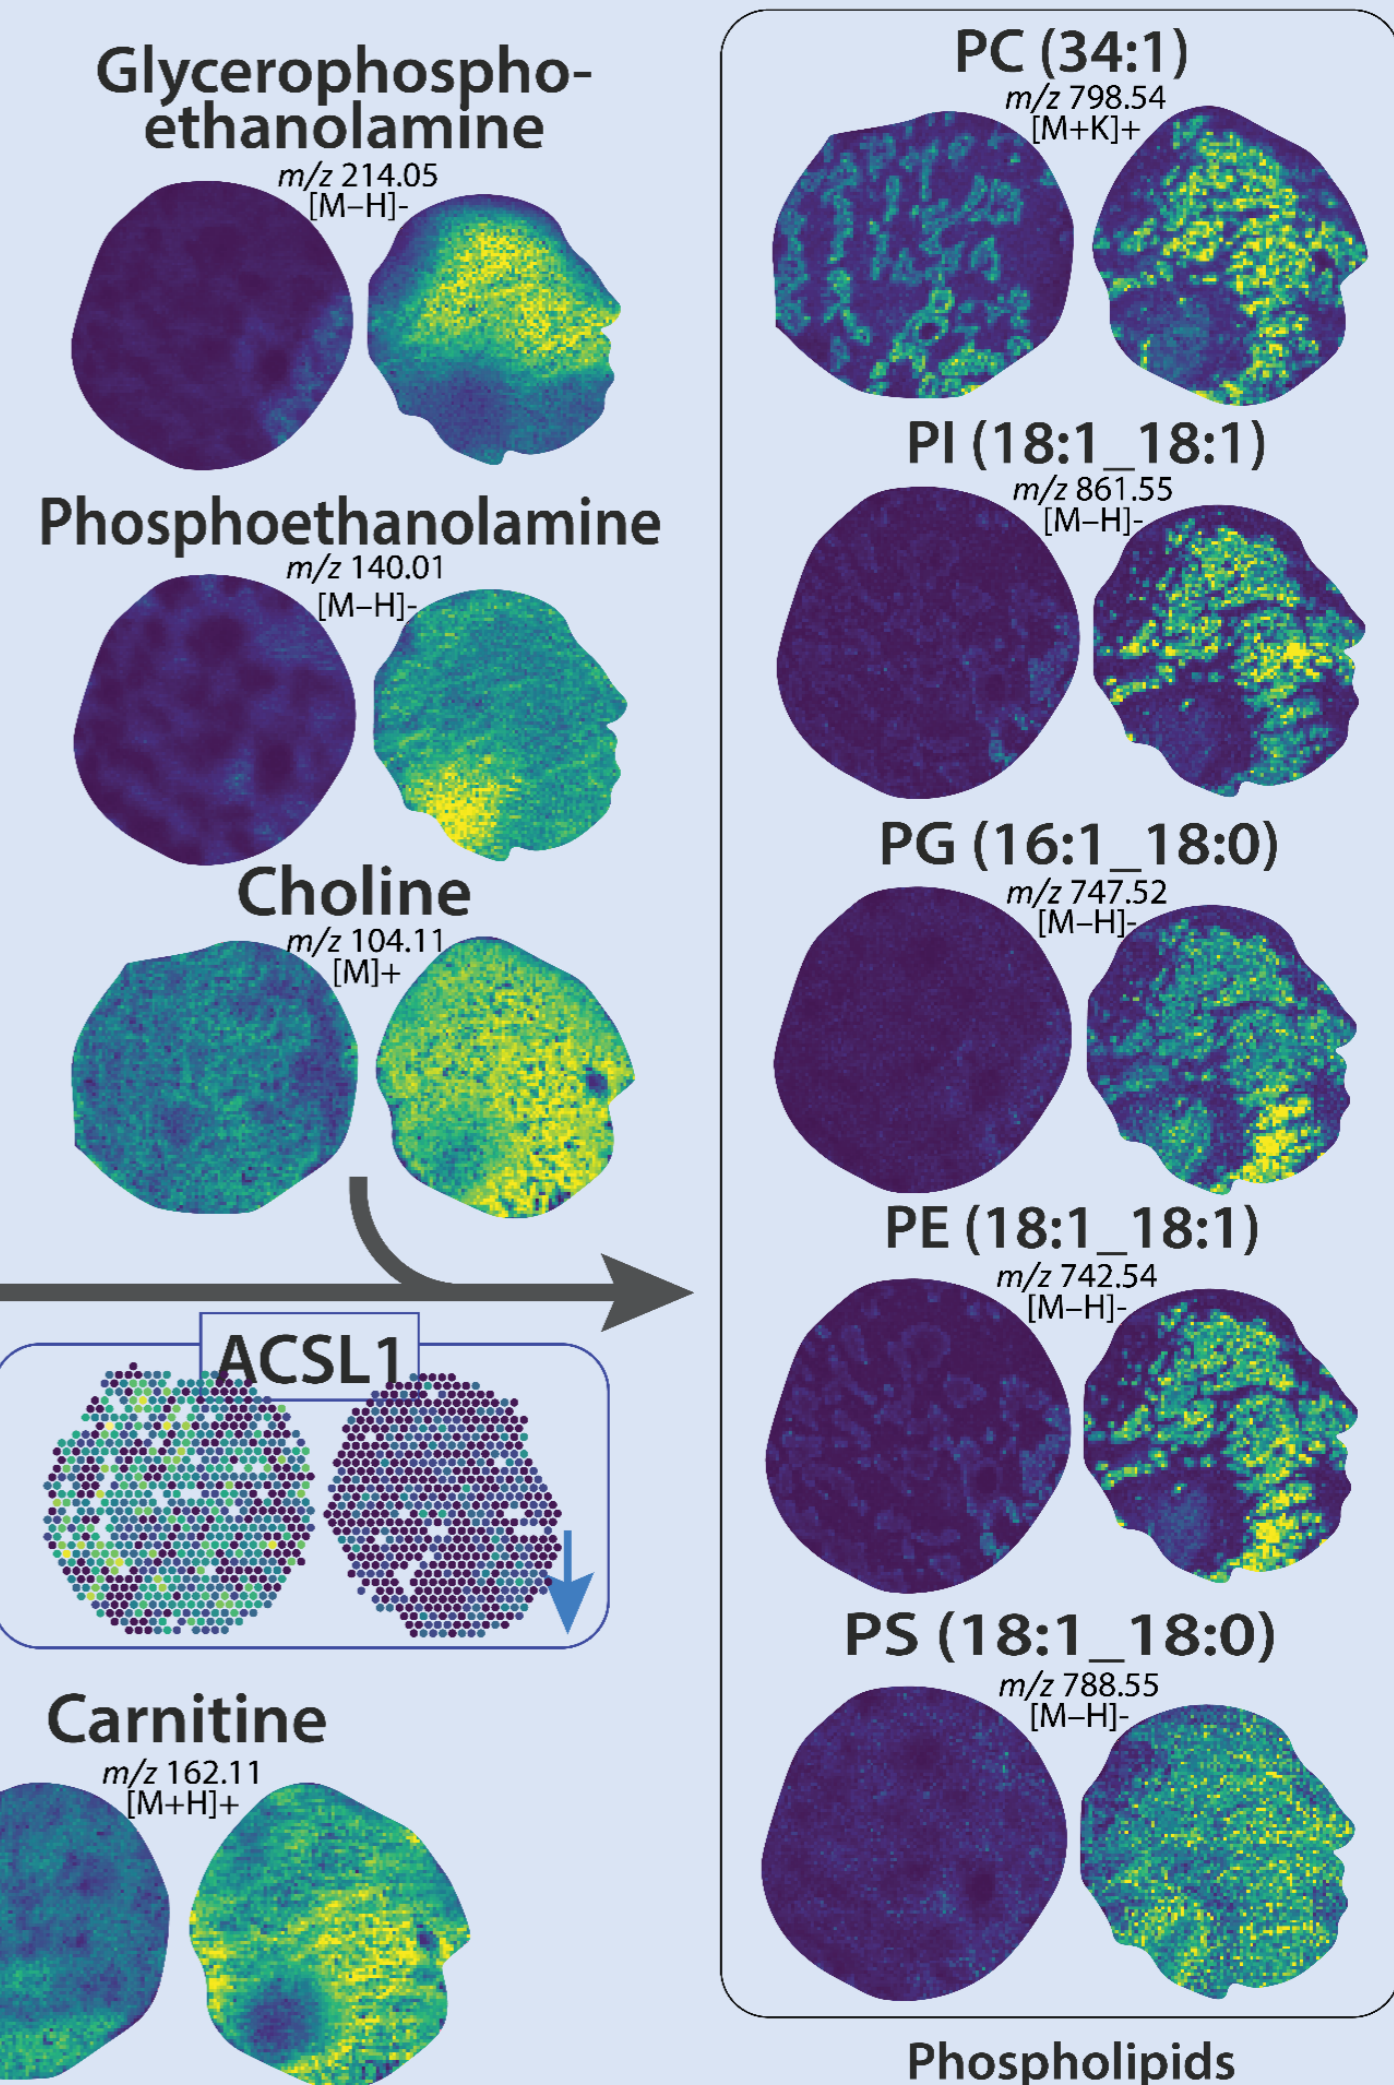 Glycerophospho-
ethanolamine
m/z 214.05
[M–H]-
Phosphoethanolamine
m/z 140.01
[M–H]-
Choline
m/z 104.11
[M]+
ACSL1
Carnitine
m/z 162.11
[M+H]+
PC (34:1)
m/z 798.54
[M+K]+
PI (18:1_18:1)
m/z 861.55
[M–H]-
PG (16:1_18:0)
m/z 747.52
[M–H]-
PE (18:1_18:1)
m/z 742.54
[M–H]-
PS (18:1_18:0)
m/z 788.55
[M–H]-
Phospholipids